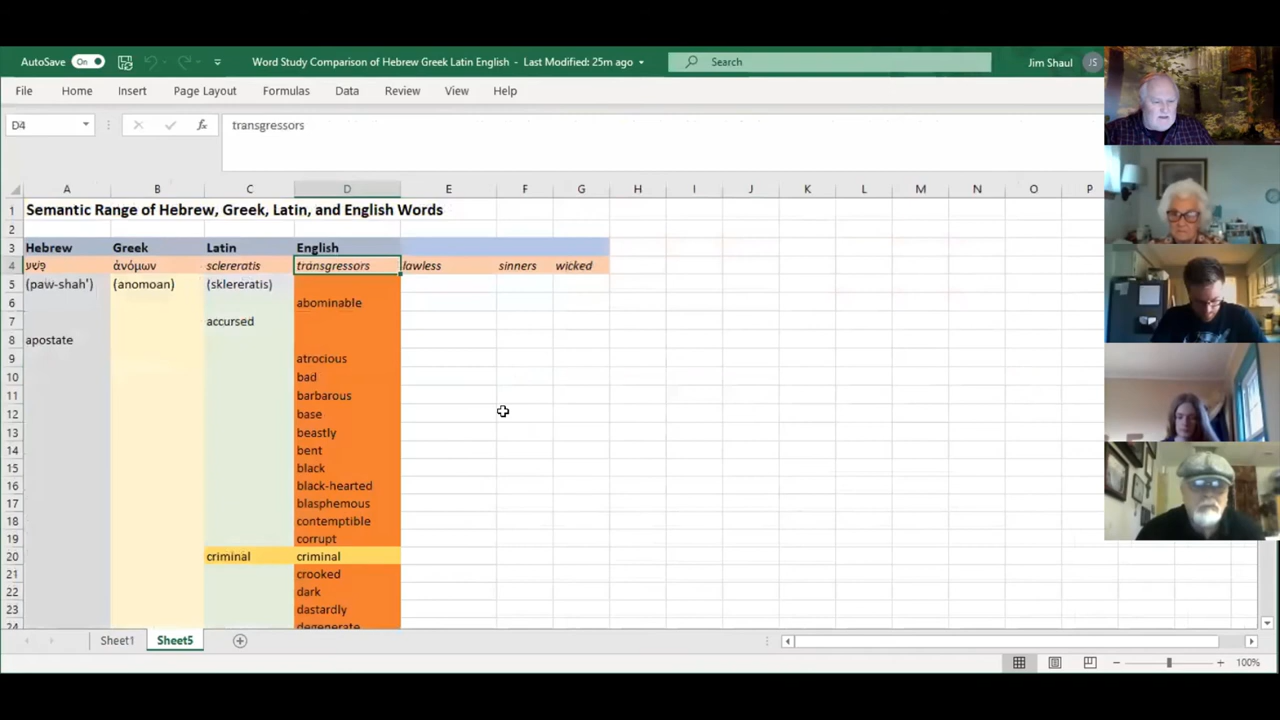 AutoSave On Word Study Comparison of Hebrew Greek Latin English - Last Modified: 25m ago Search Jim Shaul JS
File Home Insert Page Layout Formulas Data Review View Help
D4 fx transgressors
A B C D E F G H I J K L M N O P
1 Semantic Range of Hebrew, Greek, Latin, and English Words
2
3 Hebrew Greek Latin English
4 פֶּשַׁע ἀνόμων sclereratis transgressors lawless sinners wicked
5 (paw-shah') (anomoan) (sklereratis)
6 abominable
7 accursed
8 apostate
9 atrocious
10 bad
11 barbarous
12 base
13 beastly
14 bent
15 black
16 black-hearted
17 blasphemous
18 contemptible
19 corrupt
20 criminal criminal
21 crooked
22 dark
23 dastardly
24 degenerate
Sheet1 Sheet5
100%